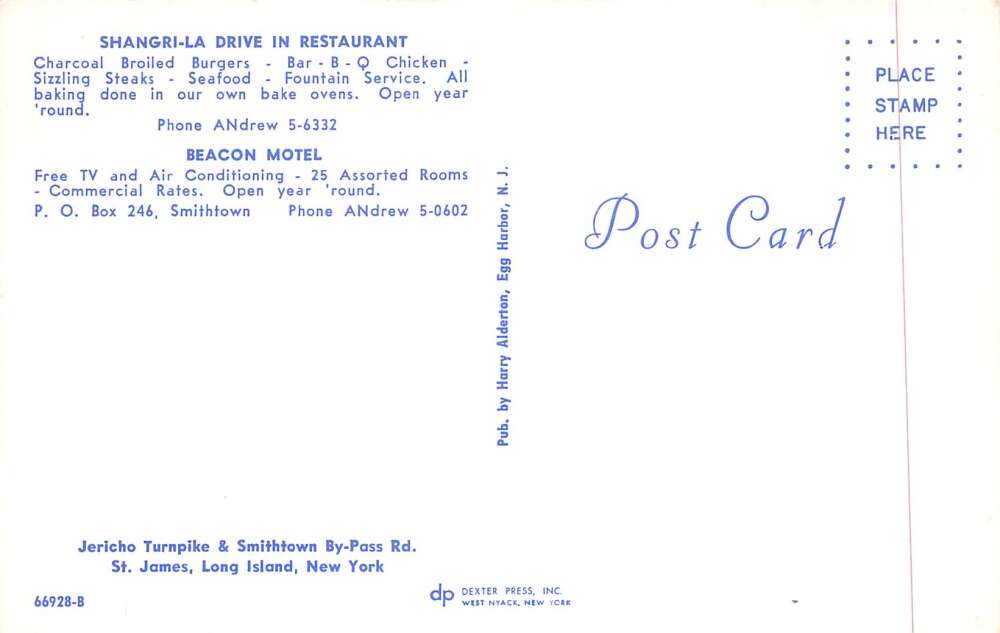 SHANGRI-LA DRIVE IN RESTAURANT
Charcoal Broiled Burgers - Bar - B - Q Chicken -
Sizzling Steaks - Seafood - Fountain Service. All
baking done in our own bake ovens. Open year
'round.
Phone ANdrew 5-6332
BEACON MOTEL
Free TV and Air Conditioning - 25 Assorted Rooms
- Commercial Rates. Open year 'round.
P. O. Box 246, Smithtown Phone ANdrew 5-0602
Jericho Turnpike & Smithtown By-Pass Rd.
St. James, Long Island, New York
66928-B
Pub. by Harry Alderton, Egg Harbor, N. J.
dp DEXTER PRESS, INC.
WEST NYACK, NEW YORK
Post Card
PLACE
STAMP
HERE